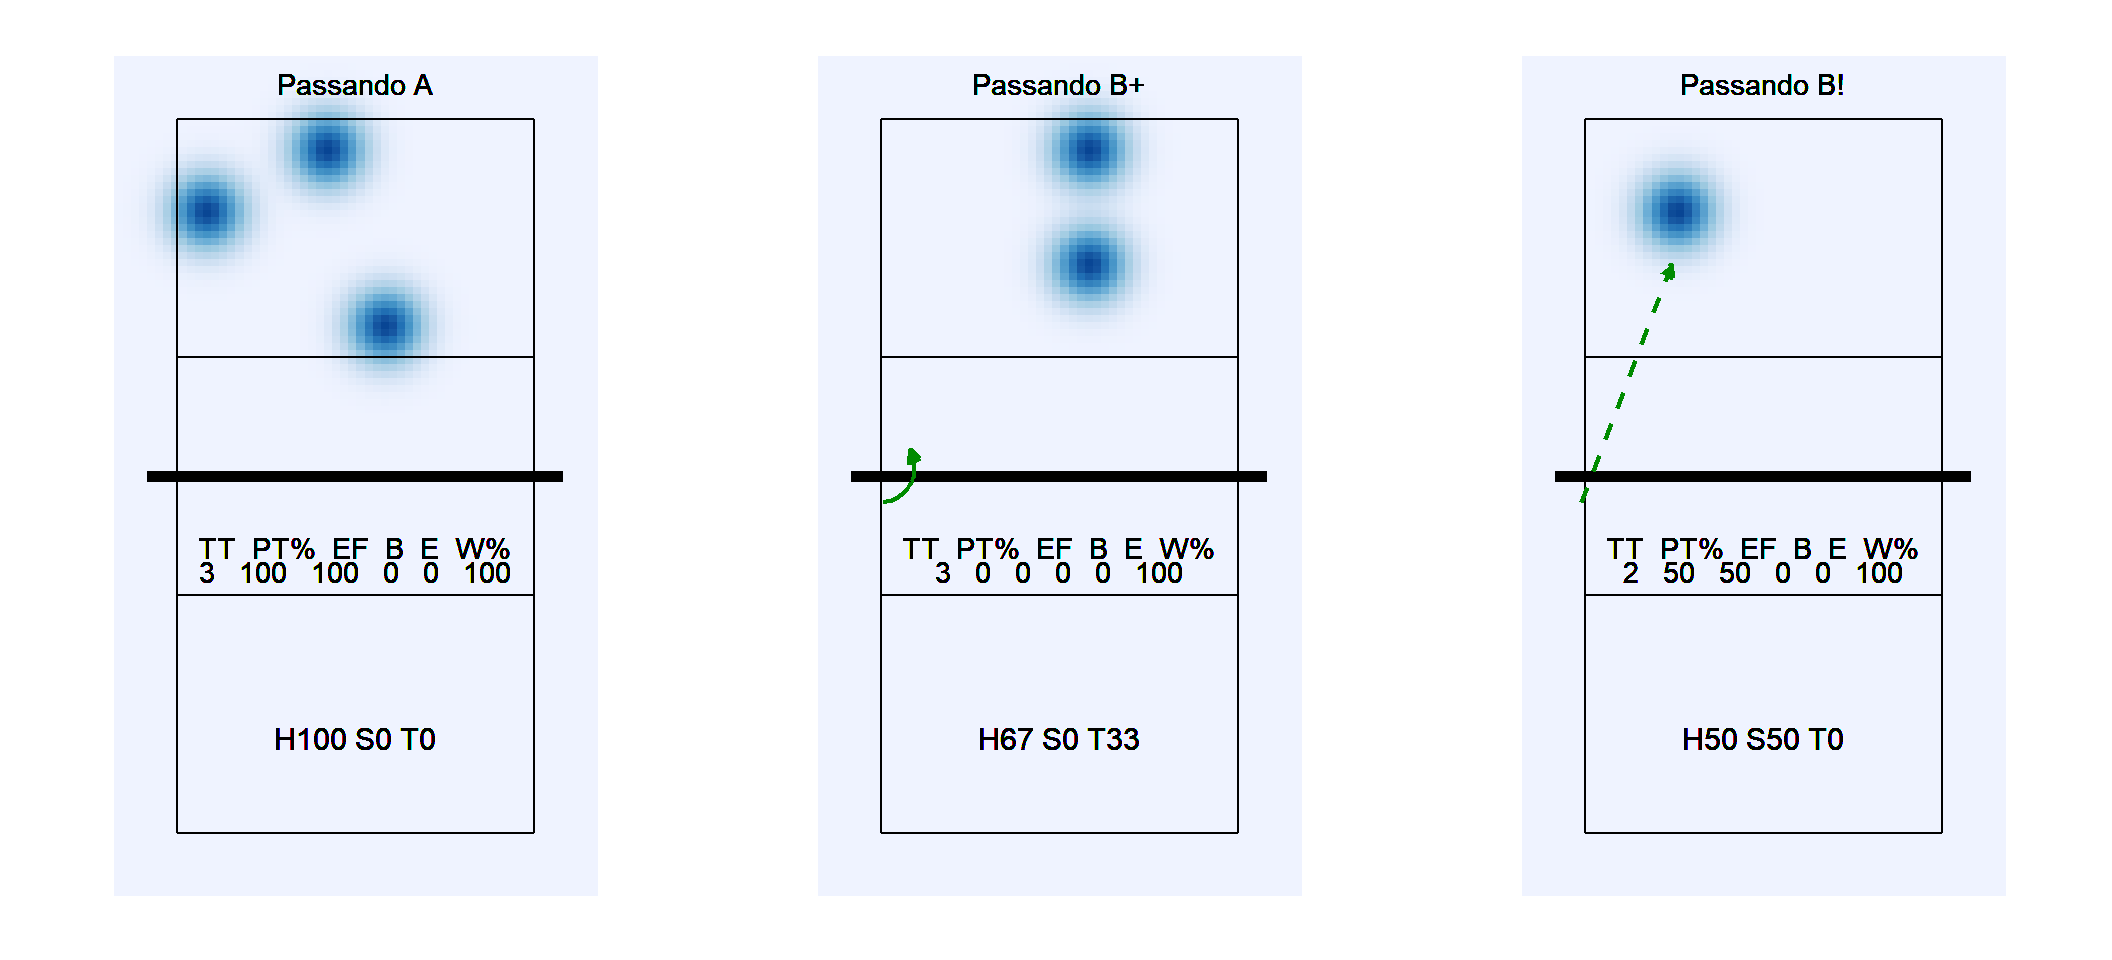 Passando A
TT PT% EF B E W%
3 100 100 0 0 100
H100 S0 T0
Passando B+
TT PT% EF B E W%
3 0 0 0 0 100
H67 S0 T33
Passando B!
TT PT% EF B E W%
2 50 50 0 0 100
H50 S50 T0